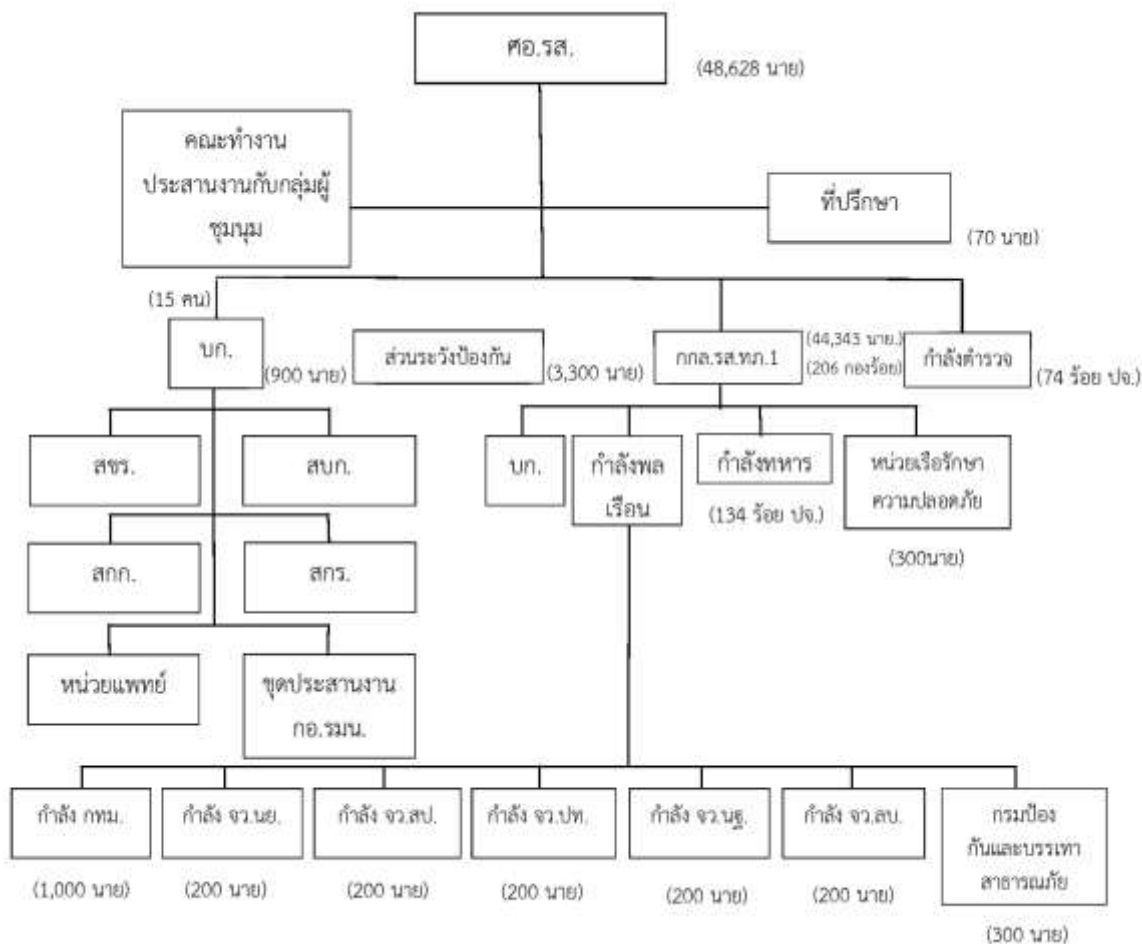 ศอ.รส.
(48,628 นาย)
คณะทำงาน
ประสานงานกับกลุ่มผู้
ชุมนุม
ที่ปรึกษา
(70 นาย)
(15 คน)
บก.
(900 นาย)
ส่วนระวังป้องกัน
(3,300 นาย)
กกล.รส.ทภ.1
(44,343 นาย.)
(206 กองร้อย)
กำลังตำรวจ
(74 ร้อย ปจ.)
สขร.
สบก.
บก.
กำลังพล
เรือน
กำลังทหาร
(134 ร้อย ปจ.)
หน่วยเรือรักษา
ความปลอดภัย
(300นาย)
สกก.
สกร.
หน่วยแพทย์
ชุดประสานงาน
กอ.รมน.
กำลัง กทม.
(1,000 นาย)
กำลัง จว.นย.
(200 นาย)
กำลัง จว.สป.
(200 นาย)
กำลัง จว.ปท.
(200 นาย)
กำลัง จว.นฐ.
(200 นาย)
กำลัง จว.ลบ.
(200 นาย)
กรมป้อง
กันและบรรเทา
สาธารณภัย
(300 นาย)